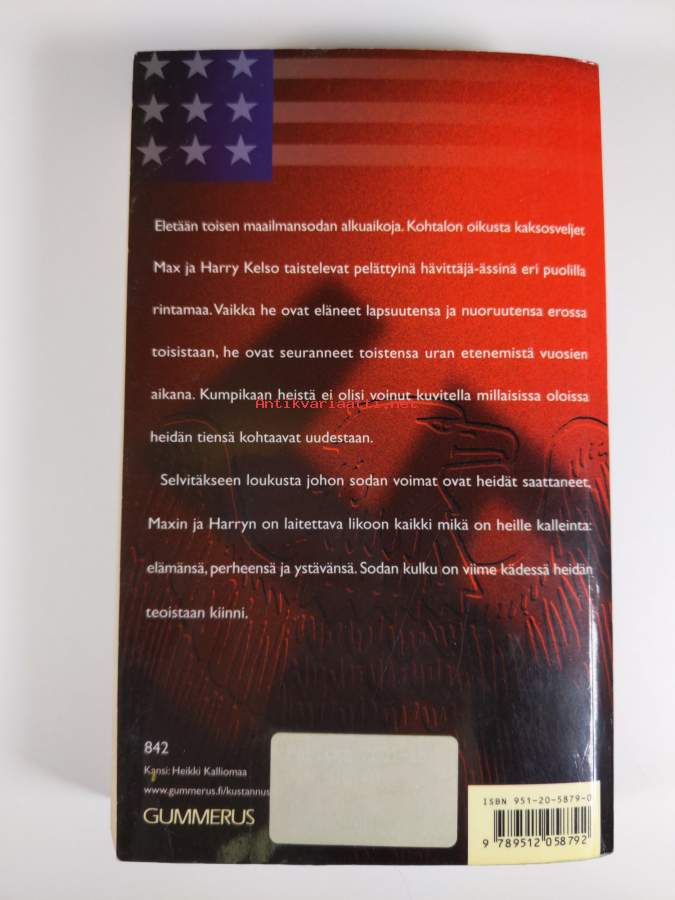 Eletään toisen maailmansodan alkuaikoja. Kohtalon oikusta kaksosveljet
Max ja Harry Kelso taistelevat pelättyinä hävittäjä-ässinä eri puolilla
rintamaa. Vaikka he ovat eläneet lapsuutensa ja nuoruutensa erossa
toisistaan, he ovat seuranneet toistensa uran etenemistä vuosien
aikana. Kumpikaan heistä ei olisi voinut kuvitella millaisissa oloissa
Antikvariaatti.net
heidän tiensä kohtaavat uudestaan.
Selvitäkseen loukusta johon sodan voimat ovat heidät saattaneet,
Maxin ja Harryn on laitettava likoon kaikki mikä on heille kalleinta:
elämänsä, perheensä ja ystävänsä. Sodan kulku on viime kädessä heidän
teoistaan kiinni.
842
Kansi: Heikki Kalliomaa
www.gummerus.fi/kustannus
GUMMERUS
ISBN 951-20-5879-0
9 789512 058792